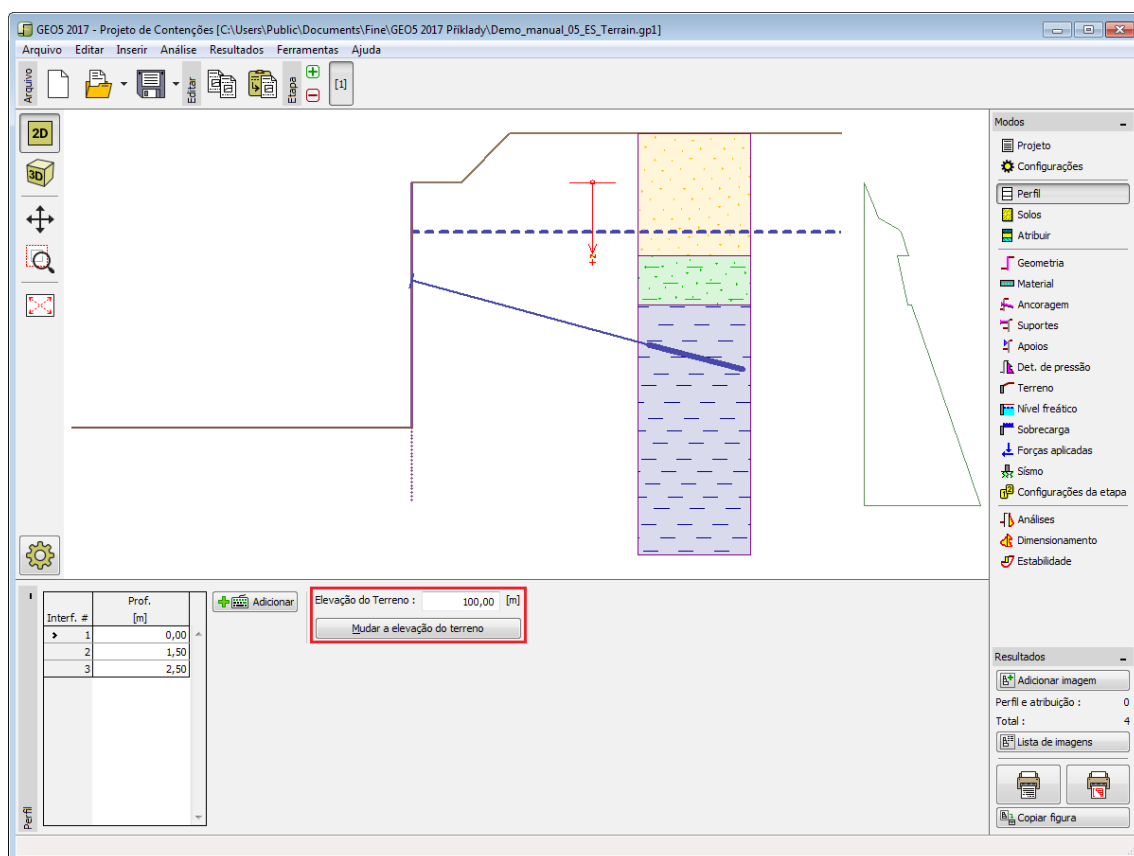 GEO5 2017 - Projeto de Contenções [C:\Users\Public\Documents\Fine\GEO5 2017 Příklady\Demo_manual_05_ES_Terrain.gp1]
Arquivo Editar Inserir Análise Resultados Ferramentas Ajuda
Arquivo
Editar
Etapa
[1]
2D
3D
+z
Modos
Projeto
Configurações
Perfil
Solos
Atribuir
Geometria
Material
Ancoragem
Suportes
Apoios
Det. de pressão
Terreno
Nível freático
Sobrecarga
Forças aplicadas
Sísmo
Configurações da etapa
Análises
Dimensionamento
Estabilidade
Interf. # Prof.
[m]
> 1 0,00
2 1,50
3 2,50
Adicionar
Elevação do Terreno : 100,00 [m]
Mudar a elevação do terreno
Perfil
Resultados
Adicionar imagem
Perfil e atribuição : 0
Total : 4
Lista de imagens
Copiar figura